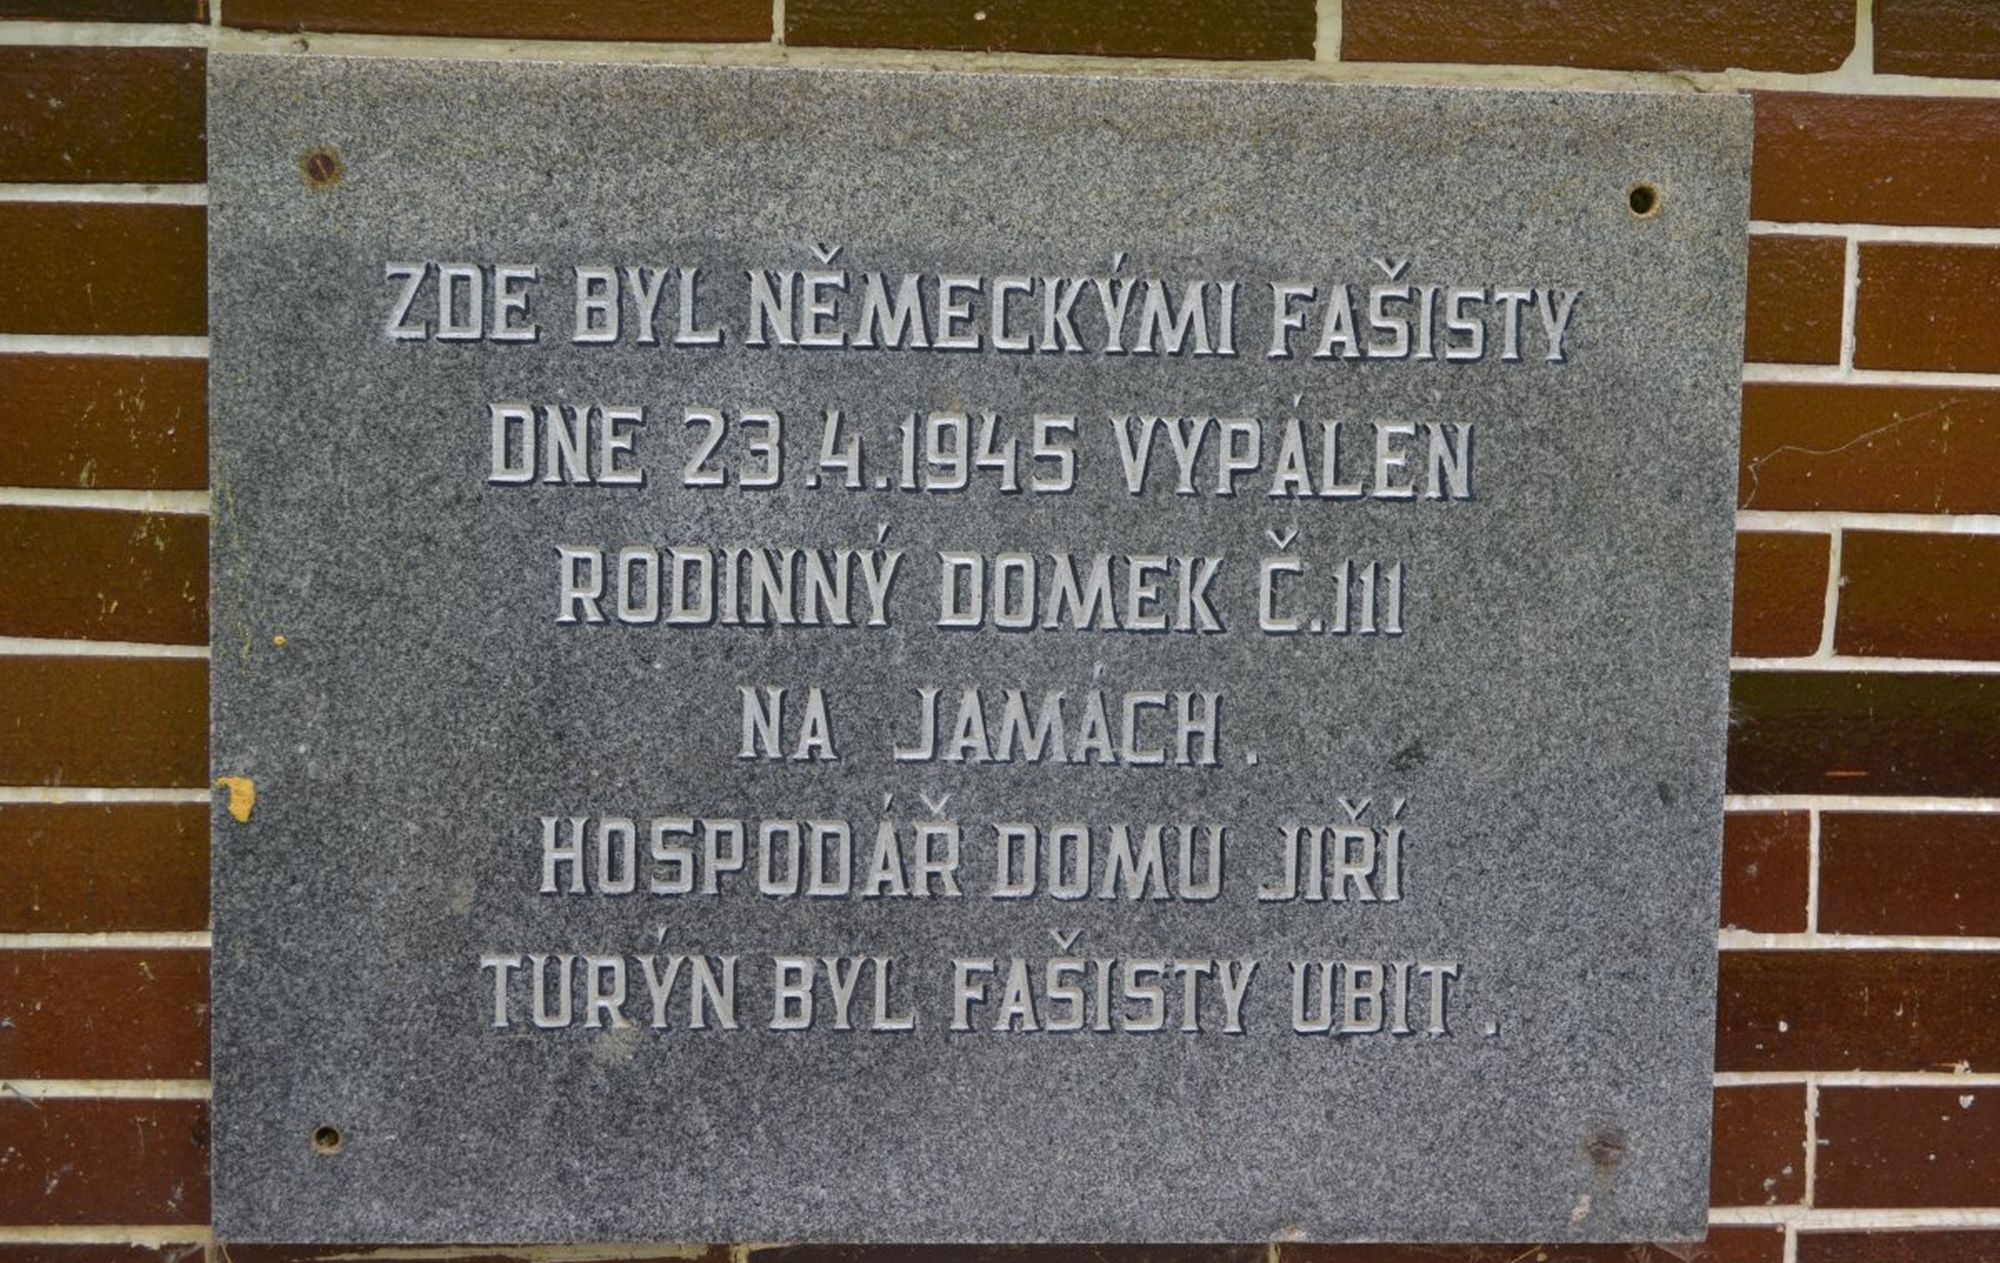 ZDE BYL NĚMECKÝMI FAŠISTY
DNE 23.4.1945 VYPÁLEN
RODINNÝ DOMEK Č.111
NA JAMÁCH.
HOSPODÁŘ DOMU JIŘÍ
TURÝN BYL FAŠISTY UBIT.